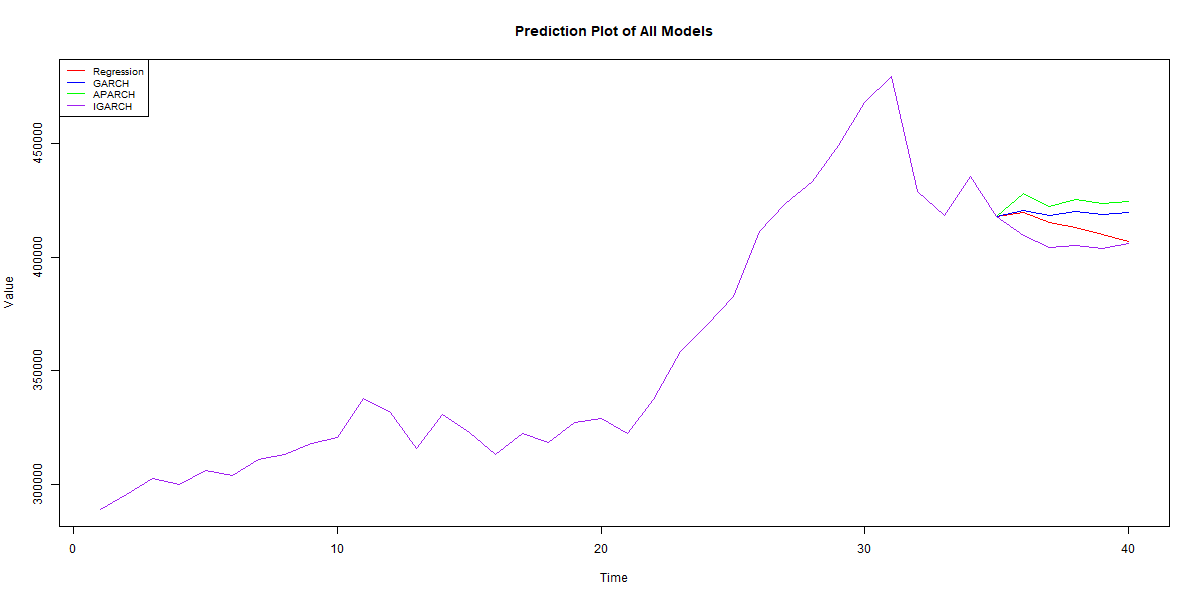 Prediction Plot of All Models
Regression
GARCH
APARCH
IGARCH
450000
400000
350000
300000
Value
0 10 20 30 40
Time